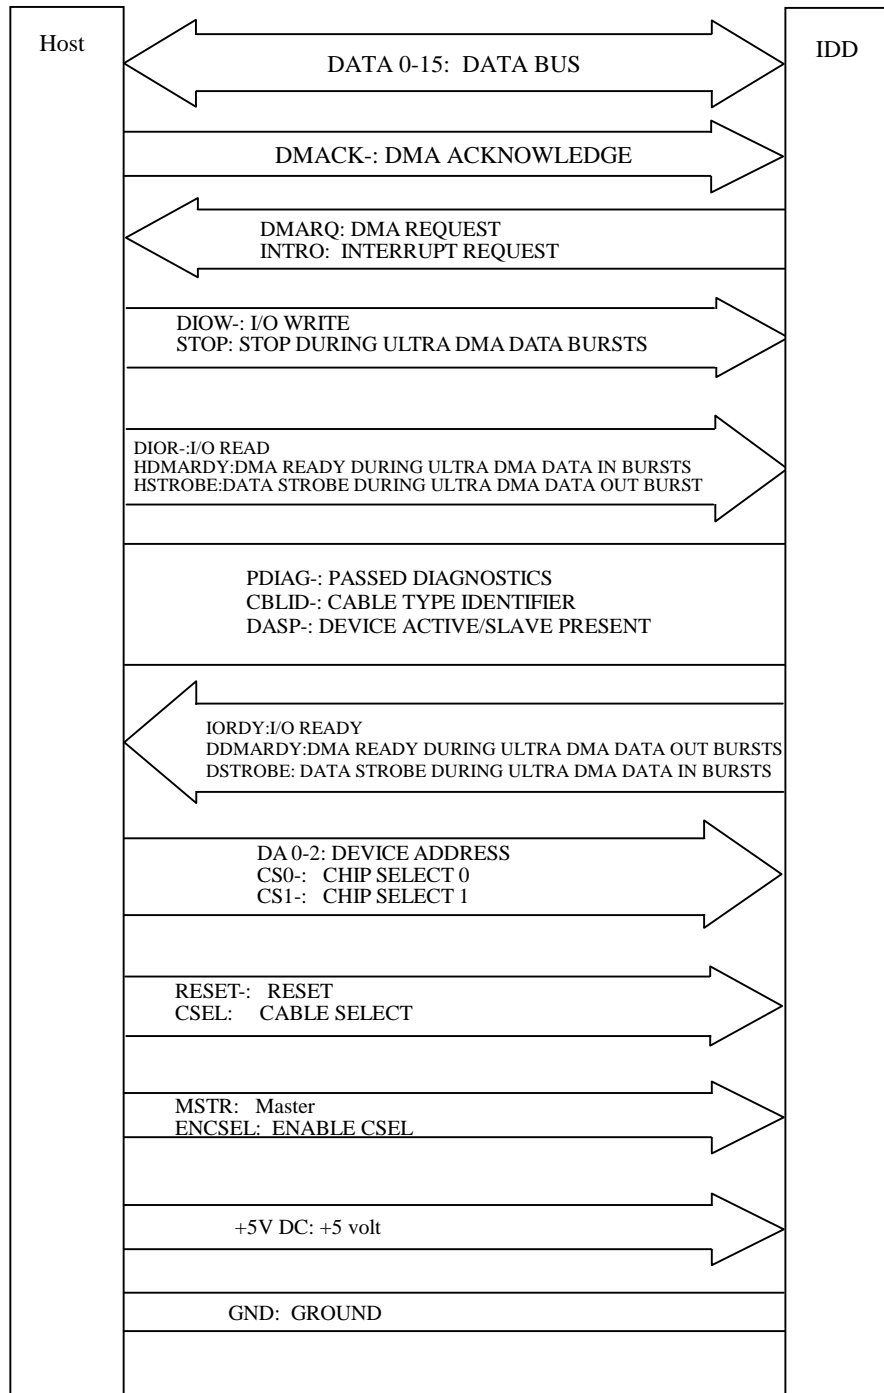 Host
IDD
DATA 0-15: DATA BUS
DMACK-: DMA ACKNOWLEDGE
DMARQ: DMA REQUEST
INTRO: INTERRUPT REQUEST
DIOW-: I/O WRITE
STOP: STOP DURING ULTRA DMA DATA BURSTS
DIOR-:I/O READ
HDMARDY:DMA READY DURING ULTRA DMA DATA IN BURSTS
HSTROBE:DATA STROBE DURING ULTRA DMA DATA OUT BURST
PDIAG-: PASSED DIAGNOSTICS
CBLID-: CABLE TYPE IDENTIFIER
DASP-: DEVICE ACTIVE/SLAVE PRESENT
IORDY:I/O READY
DDMARDY:DMA READY DURING ULTRA DMA DATA OUT BURSTS
DSTROBE: DATA STROBE DURING ULTRA DMA DATA IN BURSTS
DA 0-2: DEVICE ADDRESS
CS0-: CHIP SELECT 0
CS1-: CHIP SELECT 1
RESET-: RESET
CSEL: CABLE SELECT
MSTR: Master
ENCSEL: ENABLE CSEL
+5V DC: +5 volt
GND: GROUND